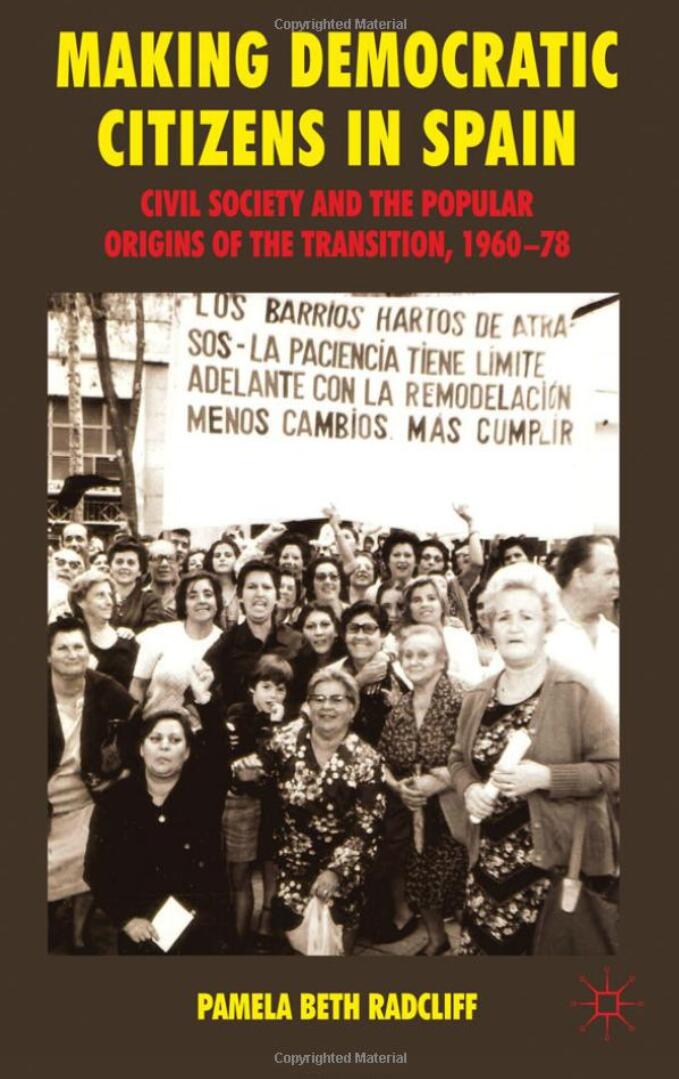 Copyrighted Material
MAKING DEMOCRATIC
CITIZENS IN SPAIN
CIVIL SOCIETY AND THE POPULAR
ORIGINS OF THE TRANSITION, 1960–78
LOS BARRIOS HARTOS DE ATRA-
SOS - LA PACIENCIA TIENE LÍMITE
ADELANTE CON LA REMODELACIÓN
MENOS CAMBIOS. MÁS CUMPLIR
PAMELA BETH RADCLIFF
Copyrighted Material